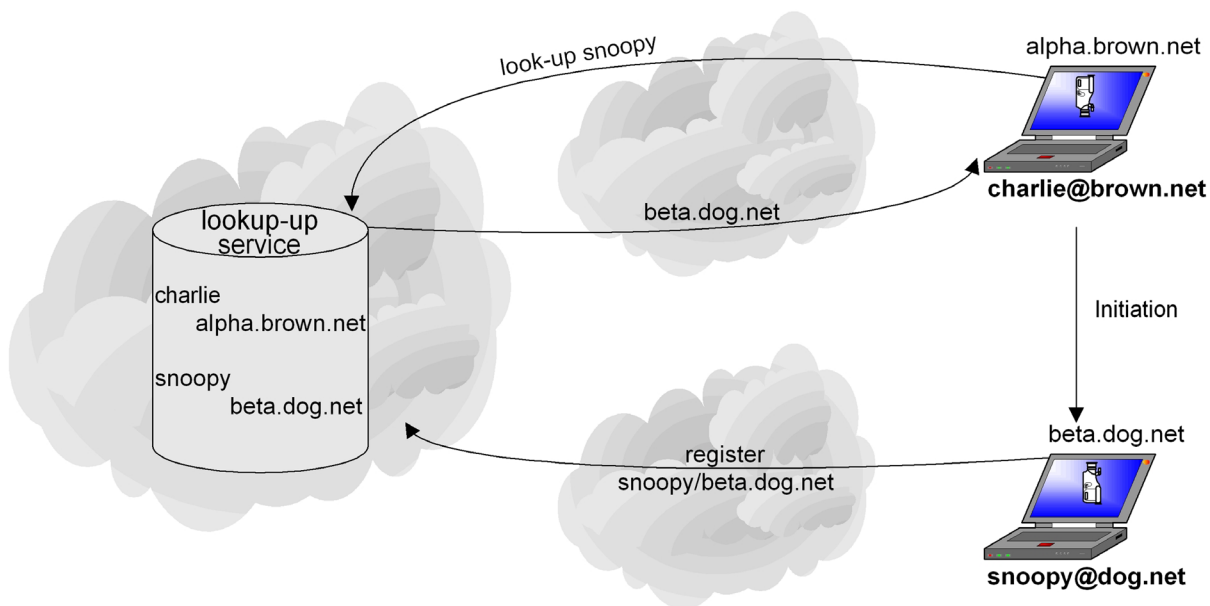 look-up snoopy
alpha.brown.net
charlie@brown.net
beta.dog.net
lookup-up
service
charlie
alpha.brown.net
snoopy
beta.dog.net
Initiation
beta.dog.net
register
snoopy/beta.dog.net
snoopy@dog.net